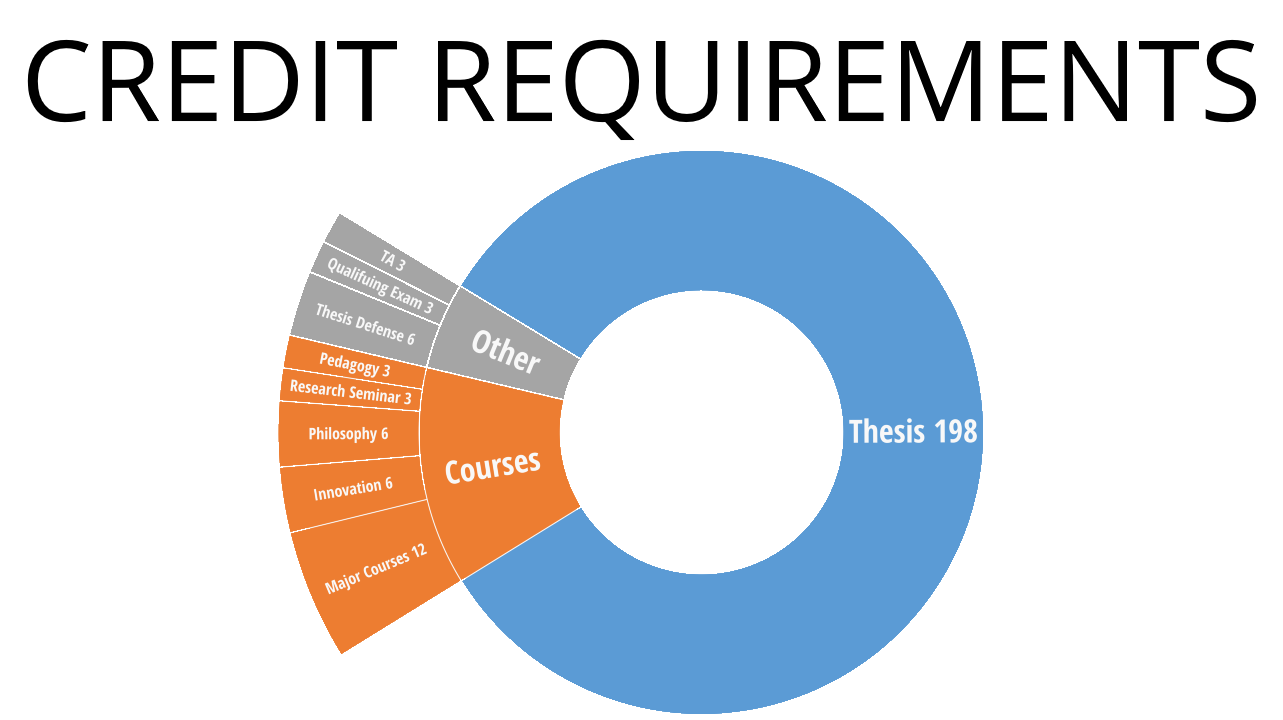 CREDIT REQUIREMENTS
TA 3
Qualifuing Exam 3
Thesis Defense 6
Other
Pedagogy 3
Research Seminar 3
Philosophy 6
Innovation 6
Major Courses 12
Courses
Thesis 198